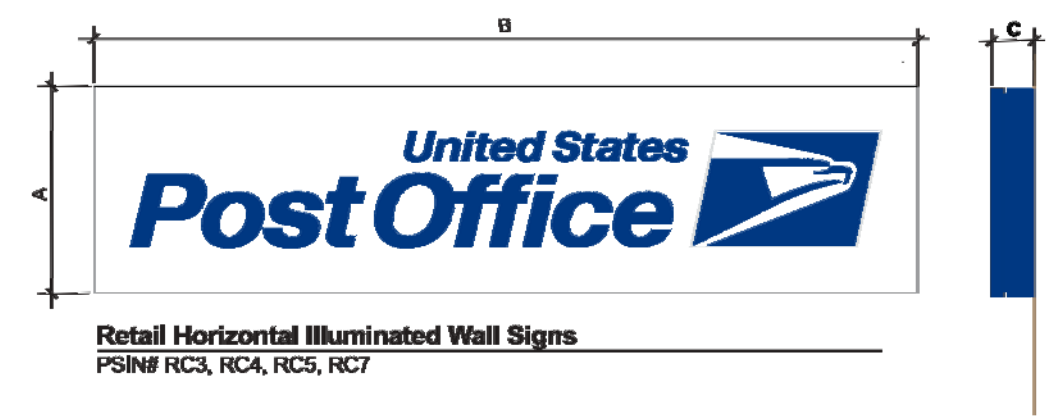 B
C
A
United States
Post Office
Retail Horizontal Illuminated Wall Signs
PSIN# RC3, RC4, RC5, RC7